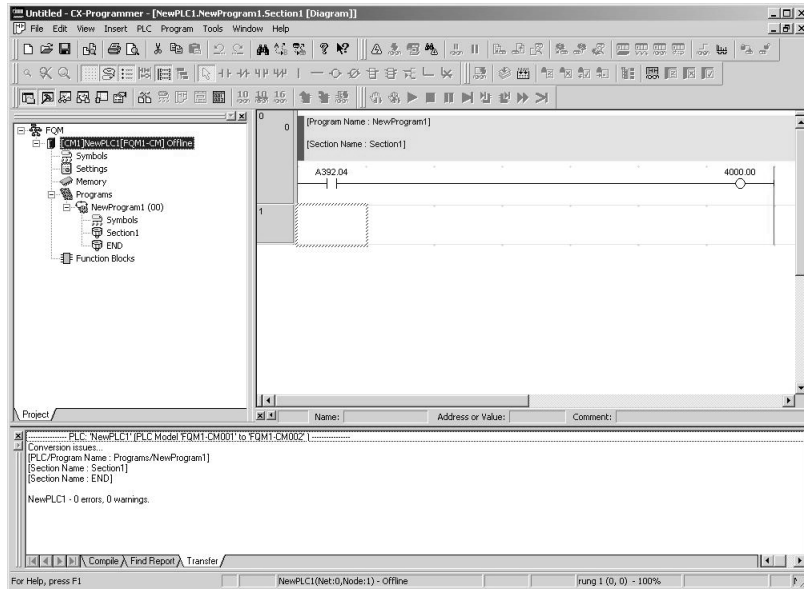 Untitled - CX-Programmer - [NewPLC1.NewProgram1.Section1 [Diagram]]
File Edit View Insert PLC Program Tools Window Help
10 16
FQM
[CM1]NewPLC1[FQM1-CM] Offline
Symbols
Settings
Memory
Programs
NewProgram1 (00)
Symbols
Section1
END
Function Blocks
Project
0
0
[Program Name : NewProgram1]
[Section Name : Section1]
A392.04
4000.00
1
Name:
Address or Value:
Comment:
--------------- PLC: 'NewPLC1' (PLC Model 'FQM1-CM001' to 'FQM1-CM002' ) ---------------
Conversion issues...
[PLC/Program Name : Programs/NewProgram1]
[Section Name : Section1]
[Section Name : END]
NewPLC1 - 0 errors, 0 warnings.
Compile Find Report Transfer
For Help, press F1
NewPLC1(Net:0,Node:1) - Offline
rung 1 (0, 0) - 100%